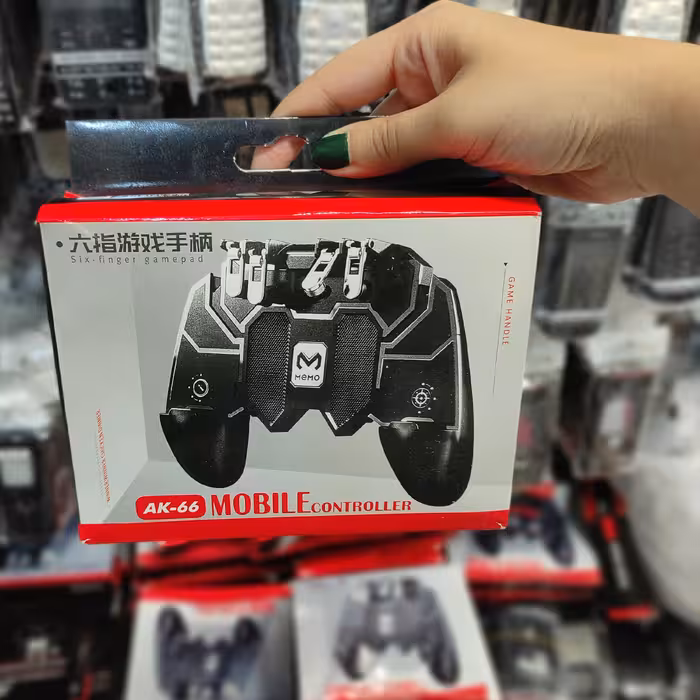 • 六指游戏手柄
Six-finger gamepad
GAME HANDLE
M
MEMO
AK-66 MOBILE CONTROLLER